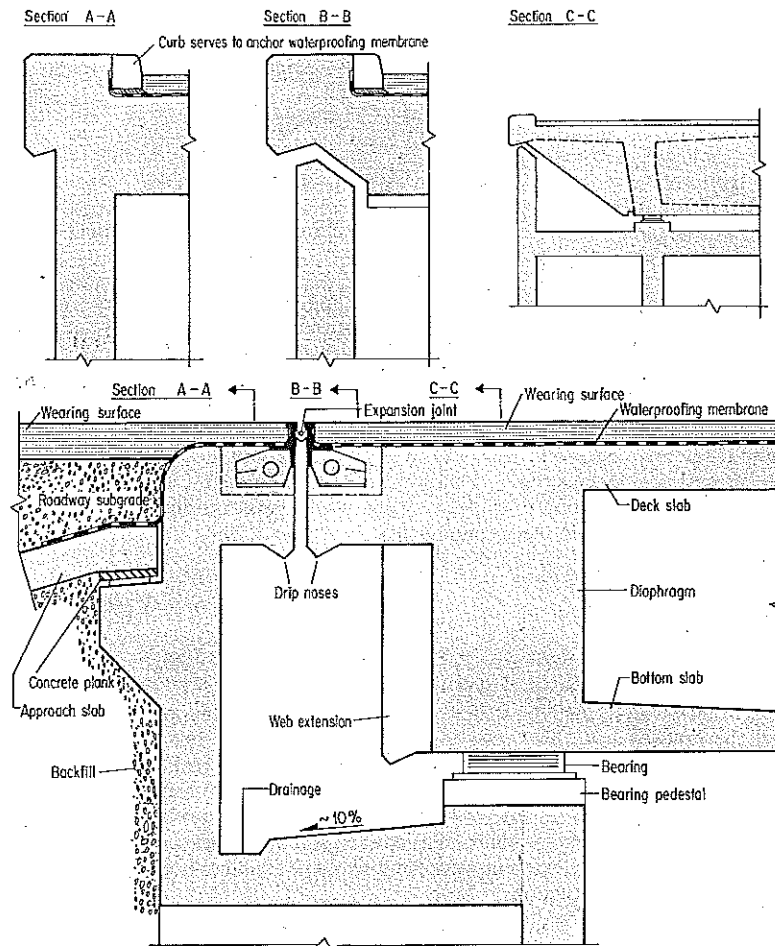 Section A-A
Section B-B
Section C-C
Curb serves to anchor waterproofing membrane
Section A-A
B-B
C-C
Wearing surface
Expansion joint
Wearing surface
Waterproofing membrane
Roadway subgrade
Deck slab
Drip noses
Diaphragm
Concrete plank
Approach slab
Bottom slab
Web extension
Backfill
Bearing
Drainage
Bearing pedestal
~10%